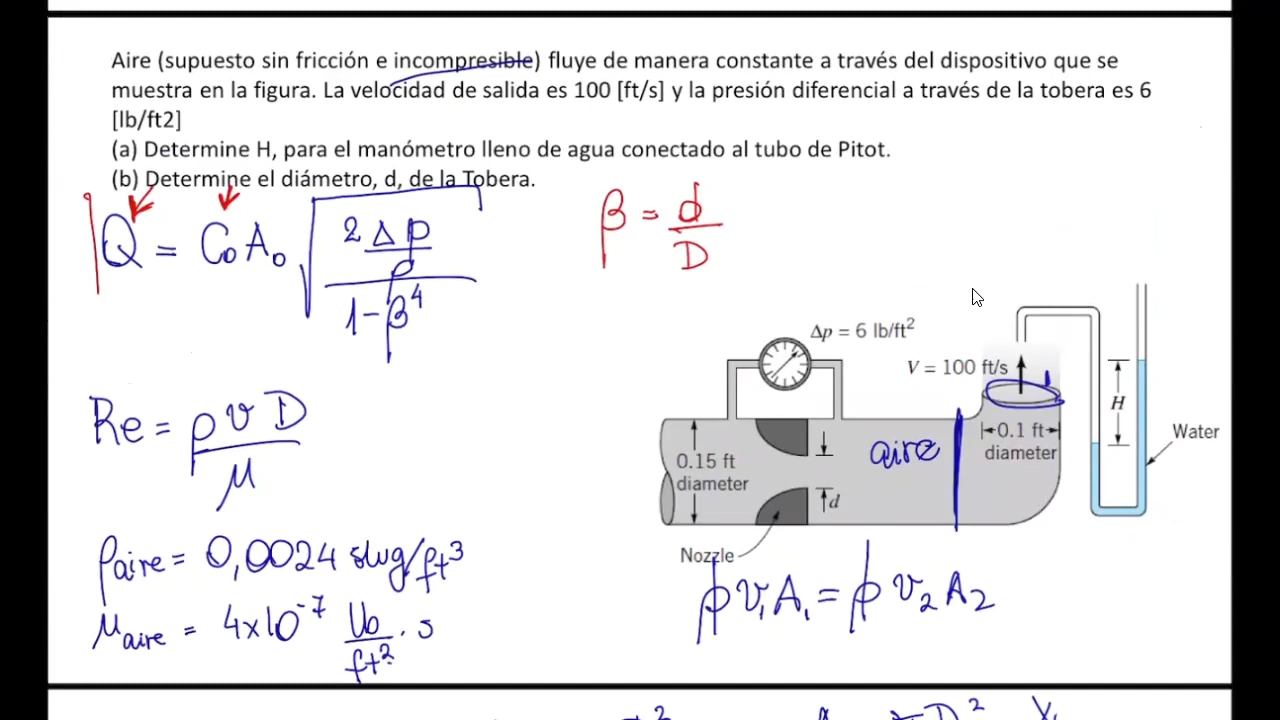 Aire (supuesto sin fricción e incompresible) fluye de manera constante a través del dispositivo que se
muestra en la figura. La velocidad de salida es 100 [ft/s] y la presión diferencial a través de la tobera es 6
[lb/ft2]
(a) Determine H, para el manómetro lleno de agua conectado al tubo de Pitot.
(b) Determine el diámetro, d, de la Tobera.
Q = C₀A₀ √((2 Δp/ρ)/(1-β⁴))
β = d/D
Re = ρvD/μ
ρaire = 0,0024 slug/ft³
μaire = 4x10⁻⁷ lb/ft² · s
Δp = 6 lb/ft²
V = 100 ft/s
H
Water
0.1 ft
diameter
aire
0.15 ft
diameter
d
Nozzle
ρ v₁A₁ = ρ v₂A₂